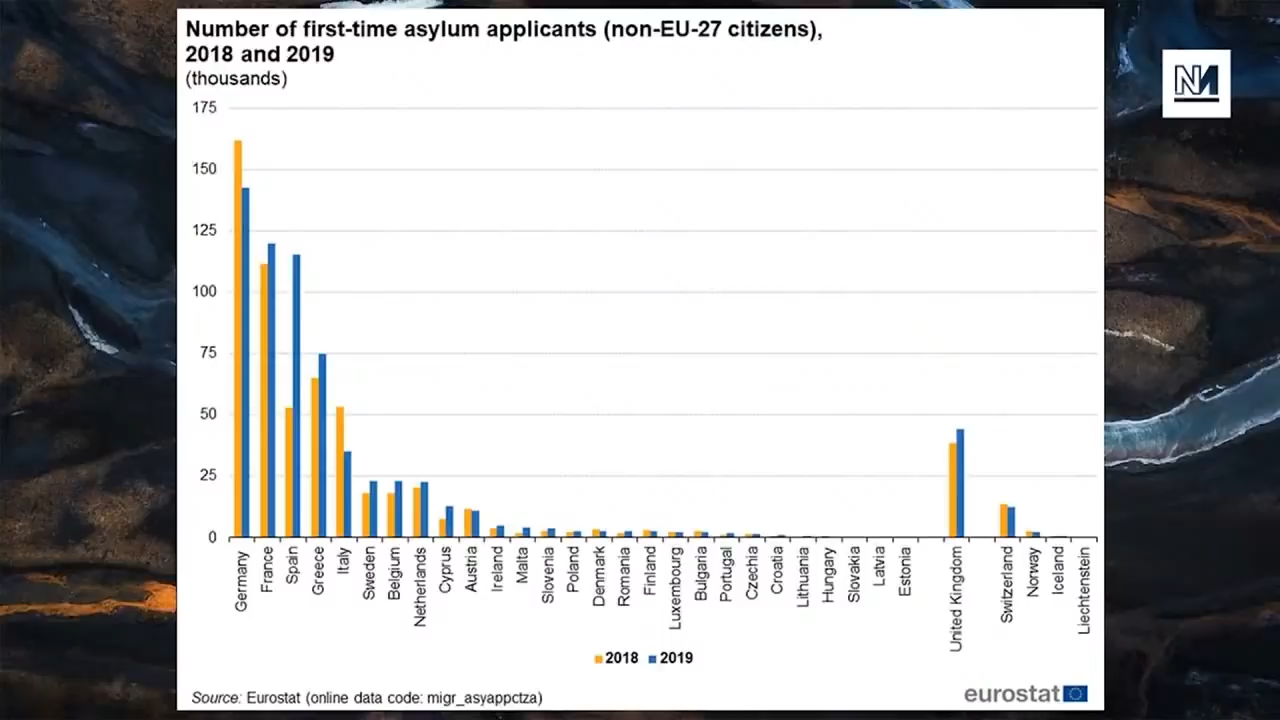 Number of first-time asylum applicants (non-EU-27 citizens),
2018 and 2019
(thousands)
175
150
125
100
75
50
25
0
Germany
France
Spain
Greece
Italy
Sweden
Belgium
Netherlands
Cyprus
Austria
Ireland
Malta
Slovenia
Poland
Denmark
Romania
Finland
Luxembourg
Bulgaria
Portugal
Czechia
Croatia
Lithuania
Hungary
Slovakia
Latvia
Estonia
United Kingdom
Switzerland
Norway
Iceland
Liechtenstein
2018 2019
Source: Eurostat (online data code: migr_asyappctza)
eurostat
NM